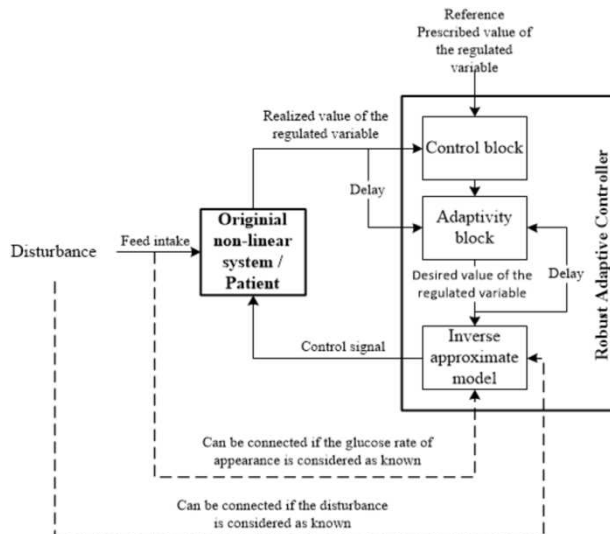 Reference
Prescribed value of
the regulated
variable
Realized value of the
regulated variable
Control block
Delay
Adaptivity
block
Originial
non-linear
system /
Patient
Disturbance
Feed intake
Desired value of the
regulated variable
Delay
Inverse
approximate
model
Control signal
Robust Adaptive Controller
Can be connected if the glucose rate of
appearance is considered as known
Can be connected if the disturbance
is considered as known